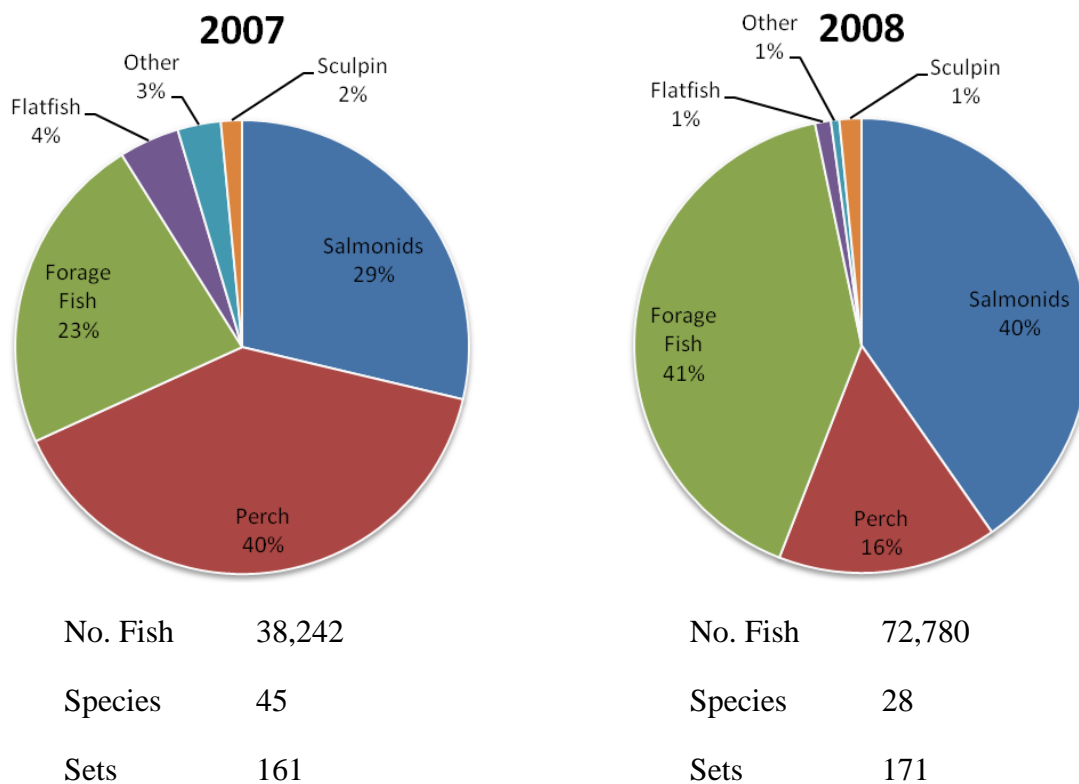 2007
Other
3%
Sculpin
2%
Flatfish
4%
Salmonids
29%
Forage
Fish
23%
Perch
40%
No. Fish 38,242
Species 45
Sets 161
2008
Other
1%
Sculpin
1%
Flatfish
1%
Salmonids
40%
Forage
Fish
41%
Perch
16%
No. Fish 72,780
Species 28
Sets 171